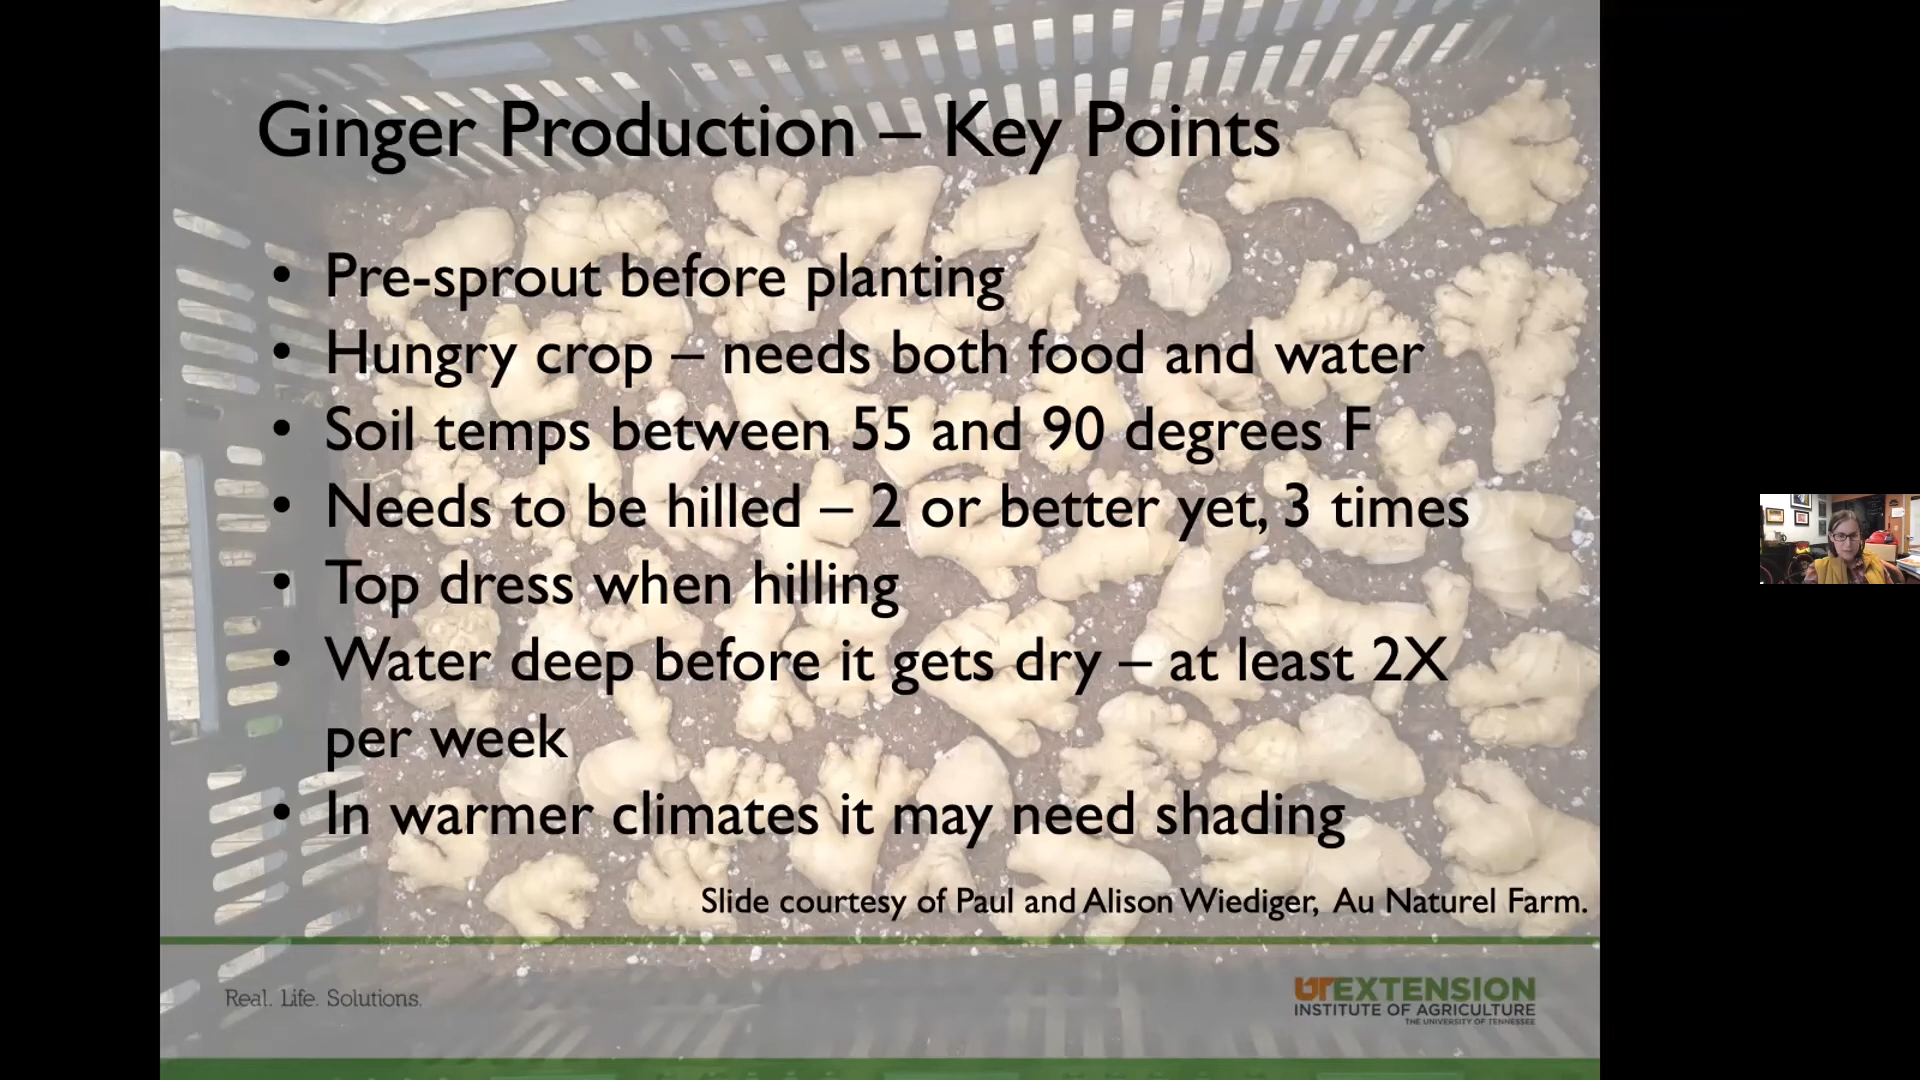 Ginger Production – Key Points
• Pre-sprout before planting
• Hungry crop – needs both food and water
• Soil temps between 55 and 90 degrees F
• Needs to be hilled – 2 or better yet, 3 times
• Top dress when hilling
• Water deep before it gets dry – at least 2X
per week
• In warmer climates it may need shading
Slide courtesy of Paul and Alison Wiediger, Au Naturel Farm.
Real. Life. Solutions.
UT EXTENSION
INSTITUTE OF AGRICULTURE
THE UNIVERSITY OF TENNESSEE